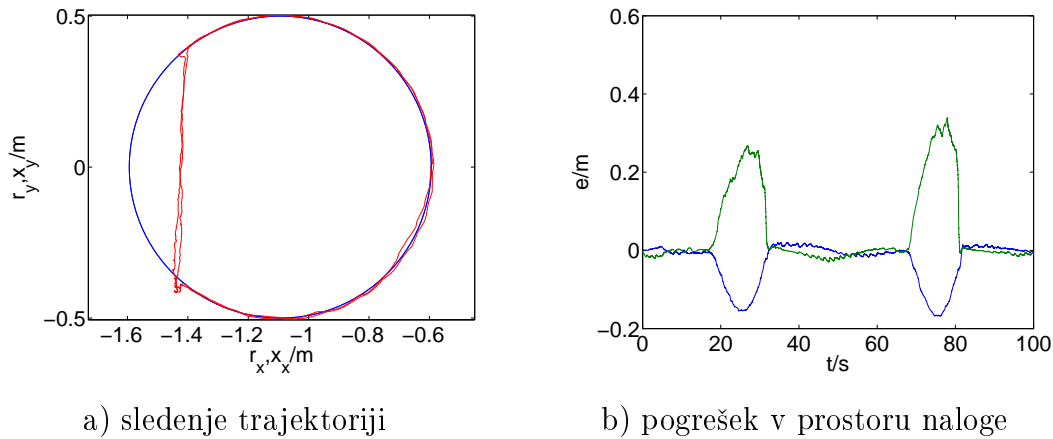 0.5
0
−0.5
r_y,x_y/m
−1.6 −1.4 −1.2 −1 −0.8 −0.6
r_x,x_x/m
a) sledenje trajektoriji
0.6
0.4
0.2
0
−0.2
e/m
0 20 40 60 80 100
t/s
b) pogrešek v prostoru naloge